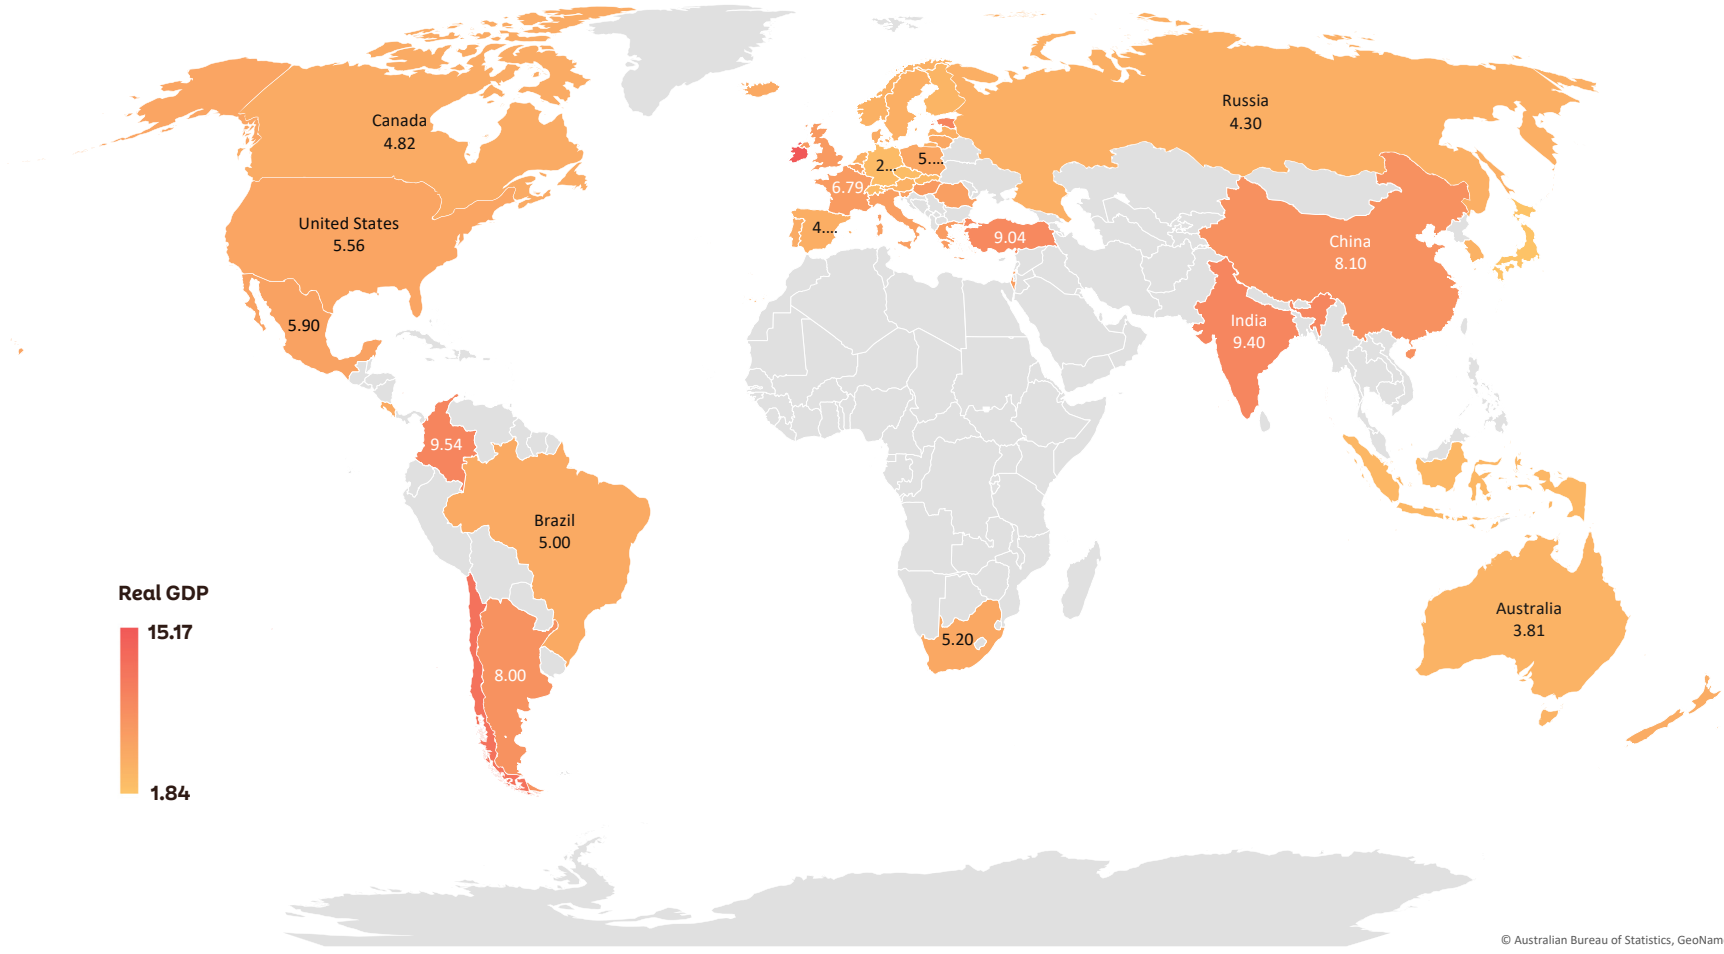 Canada
4.82
Russia
4.30
2...
5....
6.79
4....
United States
5.56
9.04
China
8.10
5.90
India
9.40
9.54
Brazil
5.00
Real GDP
15.17
1.84
Australia
3.81
5.20
8.00
© Australian Bureau of Statistics, GeoNam